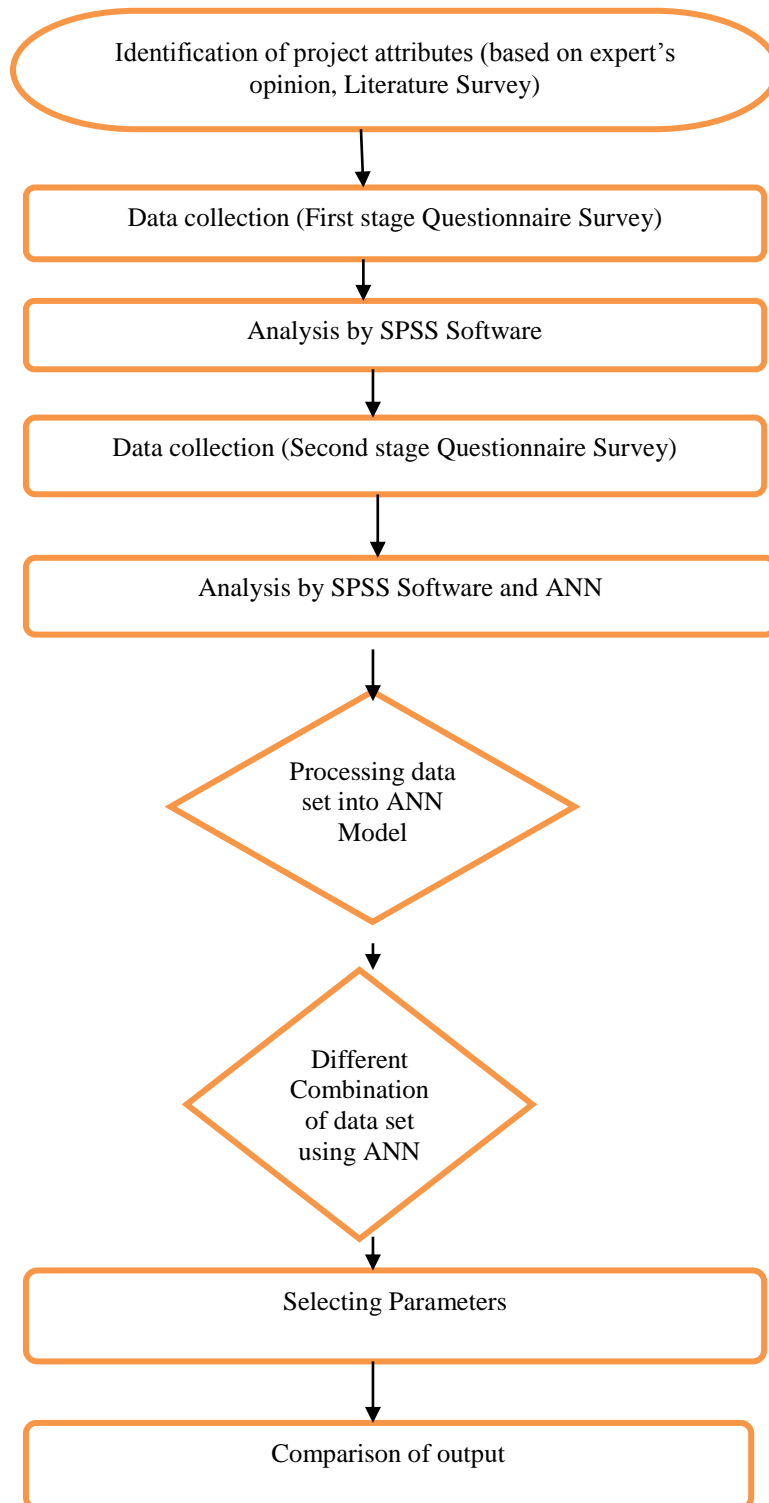 Identification of project attributes (based on expert’s
opinion, Literature Survey)
Data collection (First stage Questionnaire Survey)
Analysis by SPSS Software
Data collection (Second stage Questionnaire Survey)
Analysis by SPSS Software and ANN
Processing data
set into ANN
Model
Different
Combination
of data set
using ANN
Selecting Parameters
Comparison of output